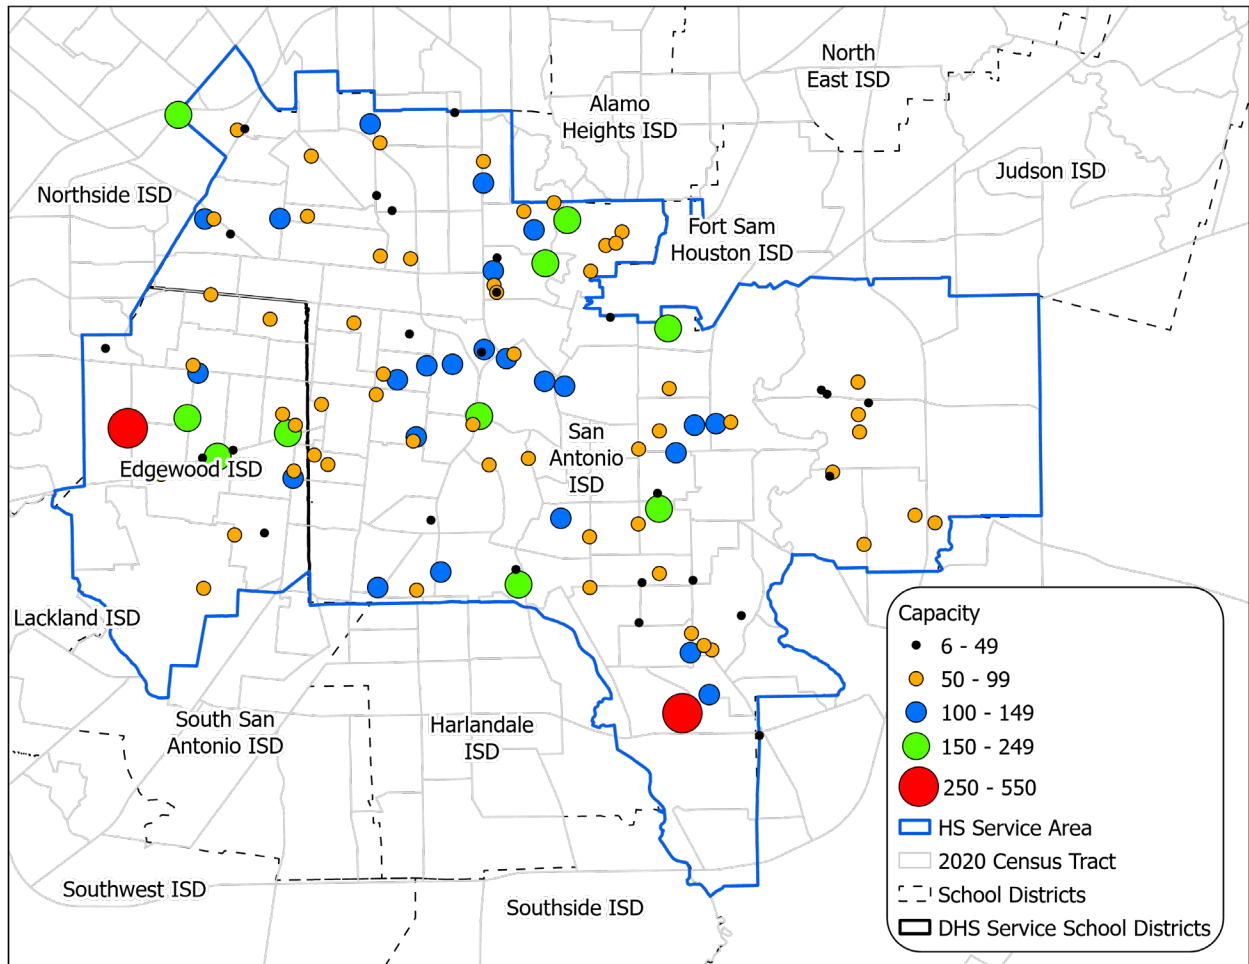 North
East ISD
Alamo
Heights ISD
Judson ISD
Northside ISD
Fort Sam
Houston ISD
San
Antonio
ISD
Edgewood ISD
Lackland ISD
South San
Antonio ISD
Harlandale
ISD
Southwest ISD
Southside ISD
Capacity
6 - 49
50 - 99
100 - 149
150 - 249
250 - 550
HS Service Area
2020 Census Tract
School Districts
DHS Service School Districts